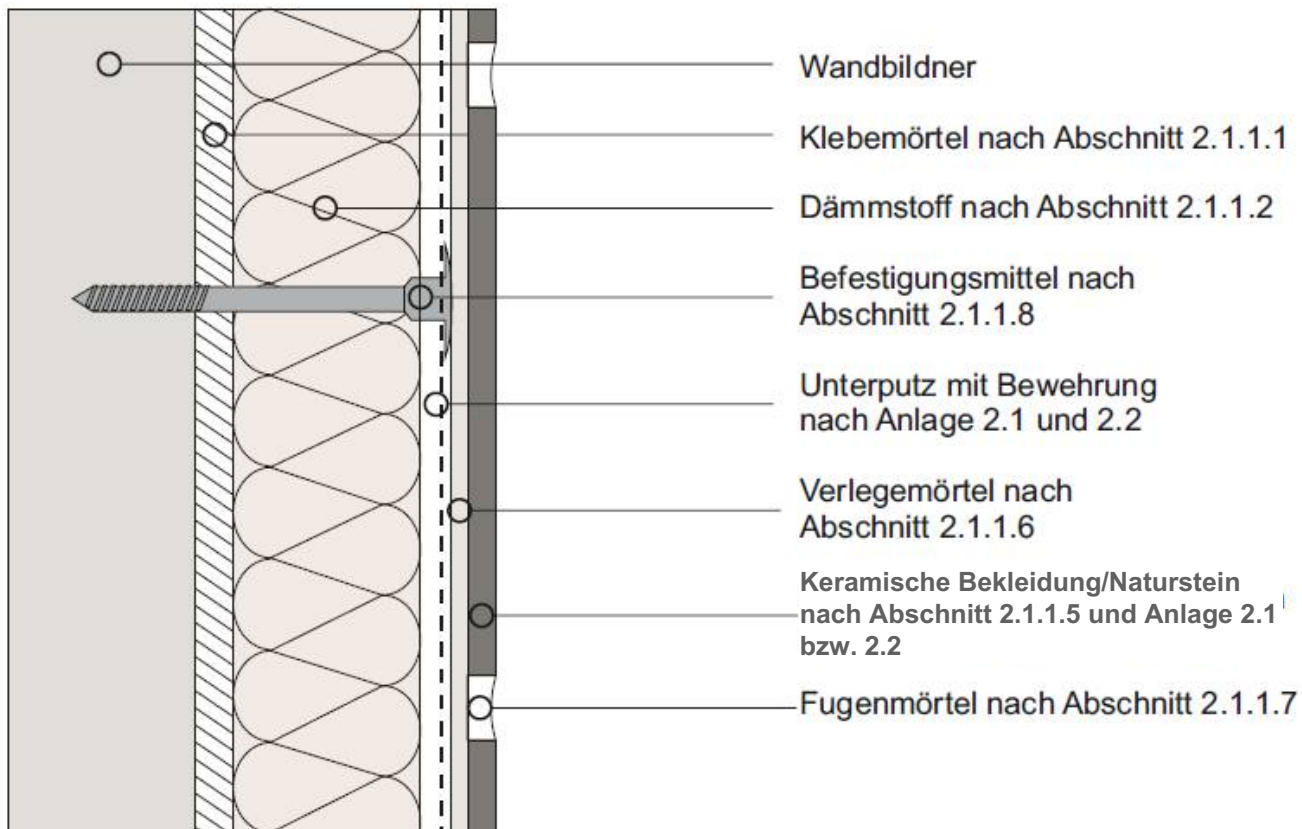 Wandbildner
Klebemörtel nach Abschnitt 2.1.1.1
Dämmstoff nach Abschnitt 2.1.1.2
Befestigungsmittel nach
Abschnitt 2.1.1.8
Unterputz mit Bewehrung
nach Anlage 2.1 und 2.2
Verlegemörtel nach
Abschnitt 2.1.1.6
Keramische Bekleidung/Naturstein
nach Abschnitt 2.1.1.5 und Anlage 2.1
bzw. 2.2
Fugenmörtel nach Abschnitt 2.1.1.7